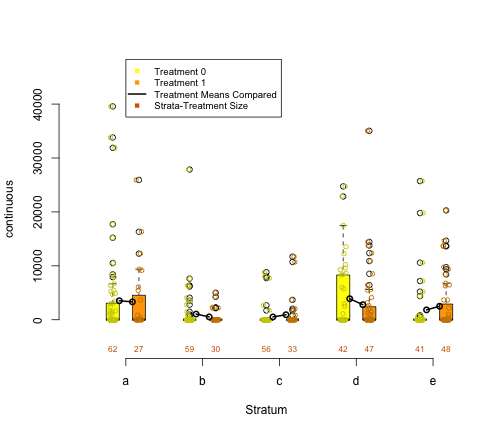 Treatment 0
Treatment 1
Treatment Means Compared
Strata-Treatment Size
continuous
40000
30000
20000
10000
0
62 27 59 30 56 33 42 47 41 48
a b c d e
Stratum